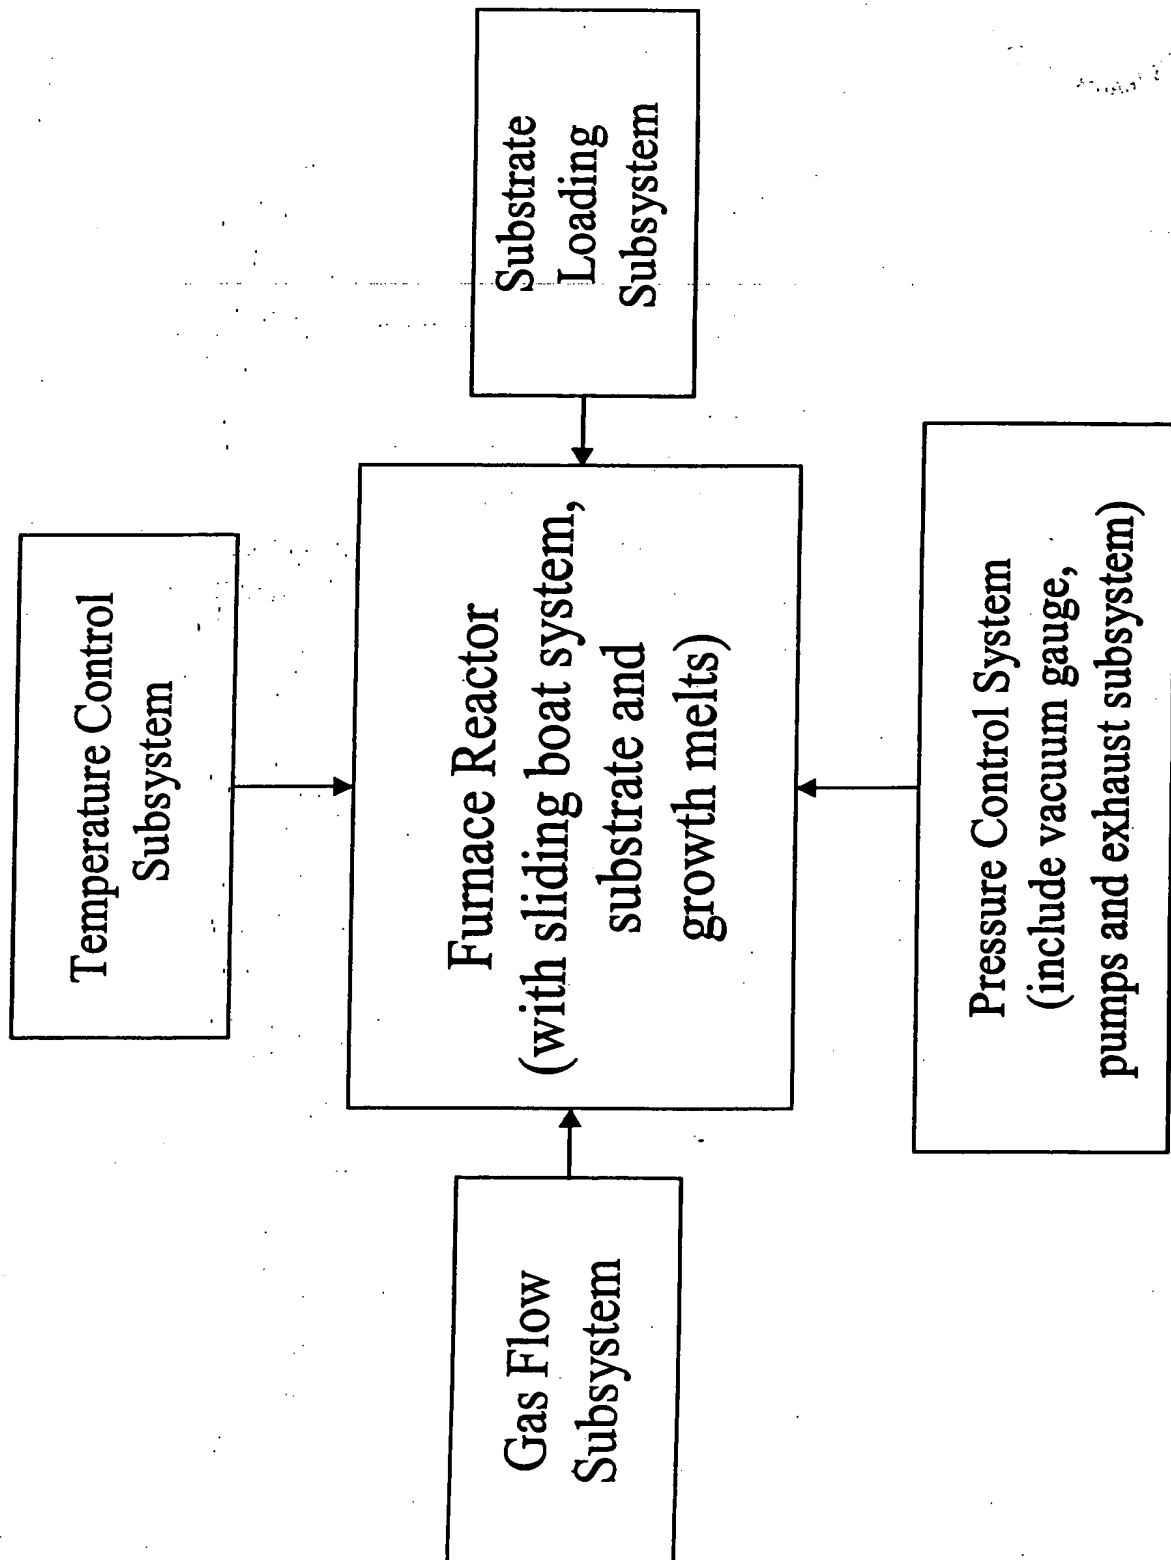 Temperature Control
Subsystem
Gas Flow
Subsystem
Furnace Reactor
(with sliding boat system,
substrate and
growth melts)
Substrate
Loading
Subsystem
Pressure Control System
(include vacuum gauge,
pumps and exhaust subsystem)